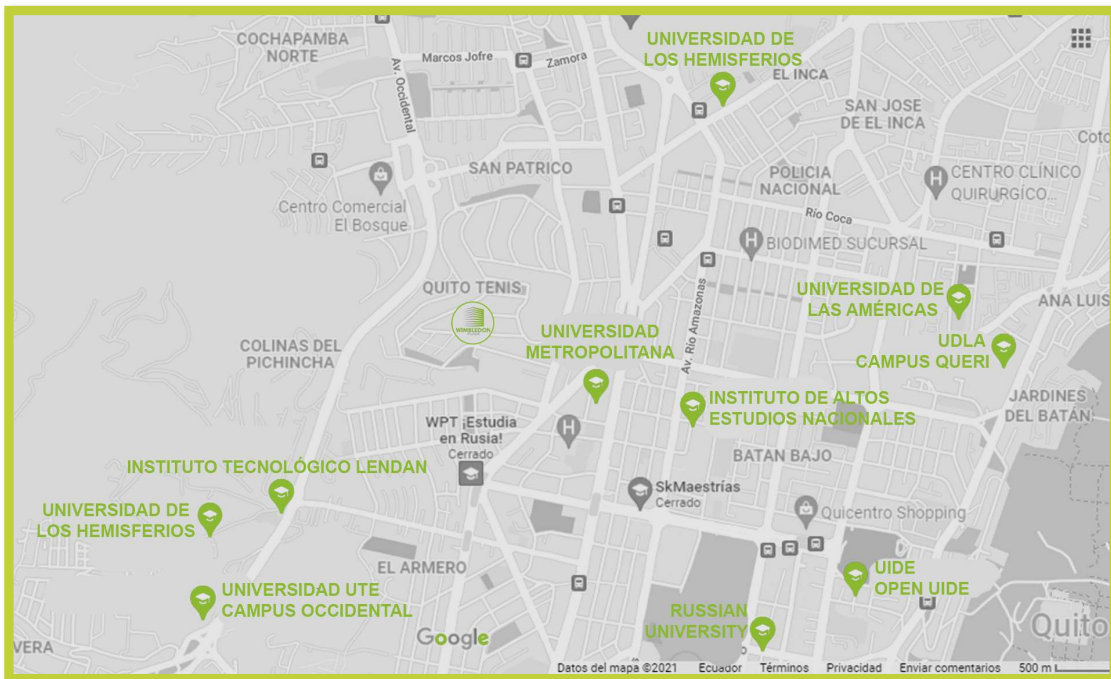 COCHAPAMBA
NORTE
Marcos Jofre
Zamora
Av. Occidental
UNIVERSIDAD DE
LOS HEMISFERIOS
EL INCA
SAN JOSE
DE EL INCA
SAN PATRICO
POLICIA
NACIONAL
CENTRO CLÍNICO
QUIRURGÍCO...
Centro Comercial
El Bosque
Río Coca
BIODIMED SUCURSAL
QUITO TENIS
WIMBLEDON
UNIVERSIDAD DE
LAS AMÉRICAS
ANA LUIS
Av. Río Amazonas
UNIVERSIDAD
METROPOLITANA
UDLA
CAMPUS QUERI
COLINAS DEL
PICHINCHA
JARDINES
DEL BATÁN
INSTITUTO DE ALTOS
ESTUDIOS NACIONALES
WPT ¡Estudia
en Rusia!
Cerrado
BATAN BAJO
INSTITUTO TECNOLÓGICO LENDAN
SkMaestrías
Cerrado
UNIVERSIDAD DE
LOS HEMISFERIOS
Quicentro Shopping
EL ARMERO
UIDE
OPEN UIDE
UNIVERSIDAD UTE
CAMPUS OCCIDENTAL
RUSSIAN
UNIVERSITY
Quito
VERA
Google
Datos del mapa ©2021 Ecuador Términos Privacidad Enviar comentarios 500 m